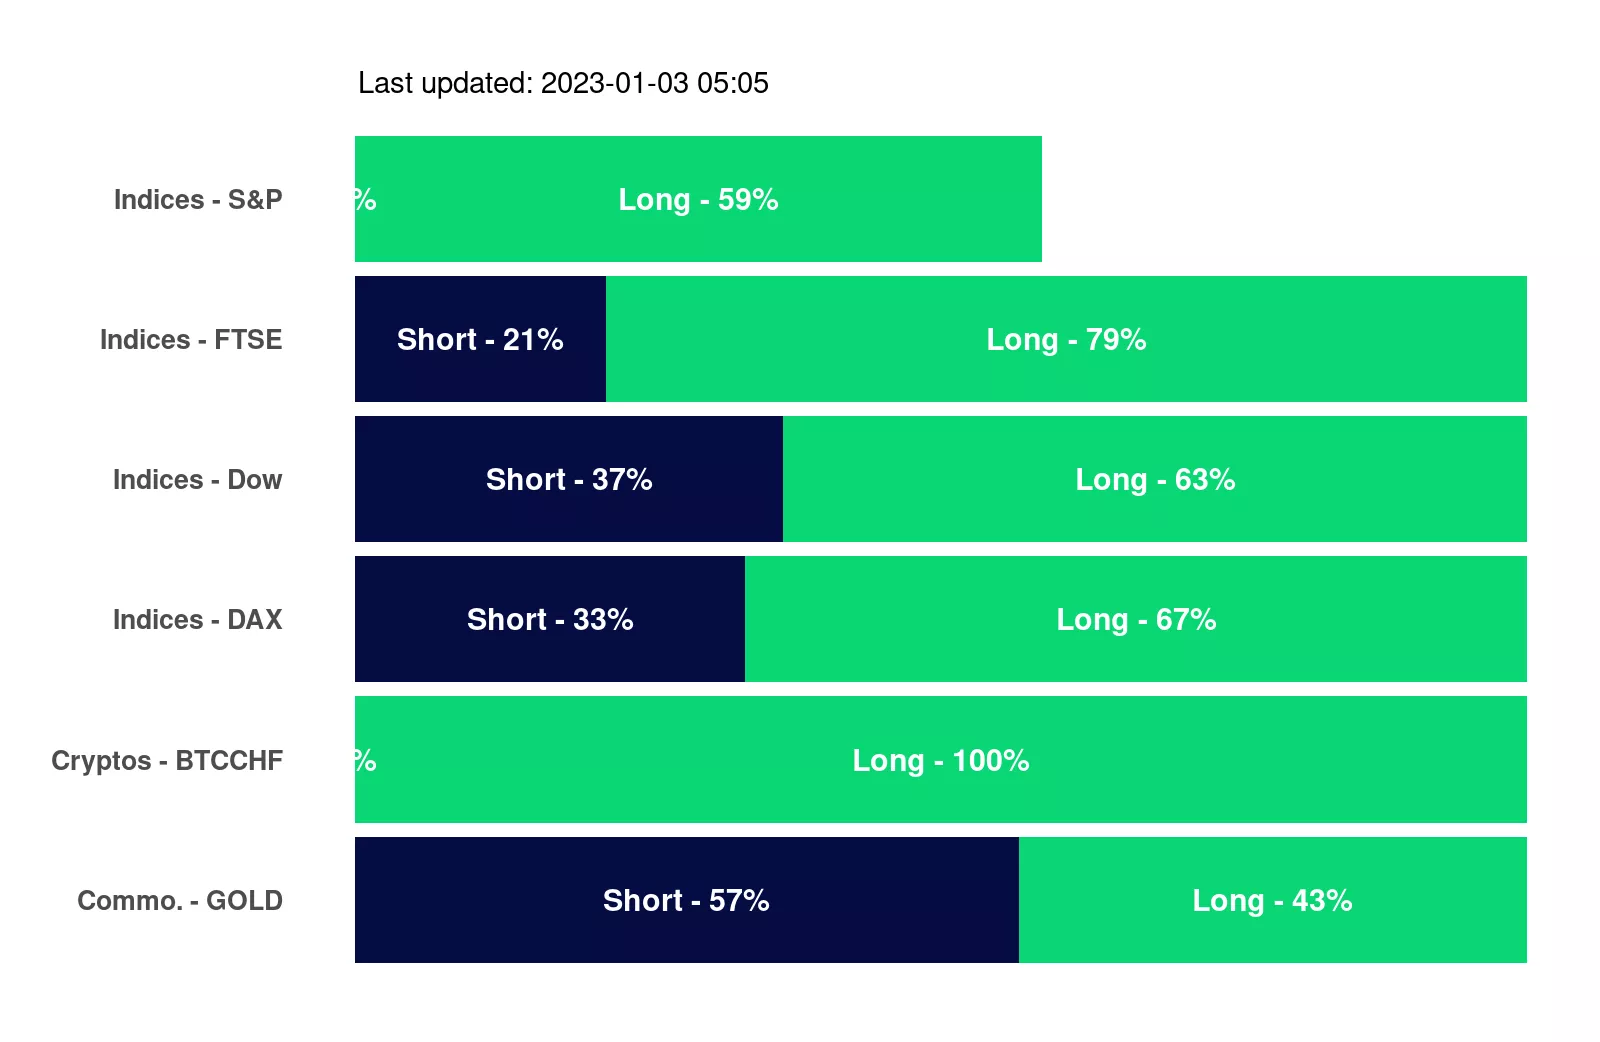 Last updated: 2023-01-03 05:05
Indices - S&P % Long - 59%
Indices - FTSE Short - 21% Long - 79%
Indices - Dow Short - 37% Long - 63%
Indices - DAX Short - 33% Long - 67%
Cryptos - BTCCHF % Long - 100%
Commo. - GOLD Short - 57% Long - 43%